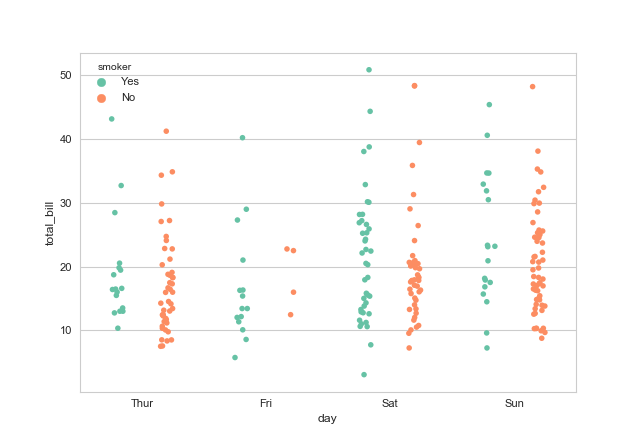 smoker
Yes
No
50
40
30
20
10
total_bill
Thur Fri Sat Sun
day